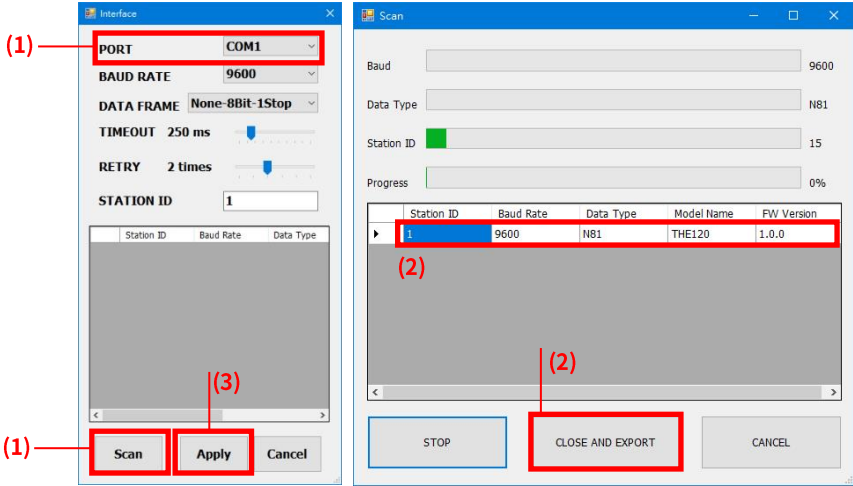 Interface
(1)
PORT COM1
BAUD RATE 9600
DATA FRAME None-8Bit-1Stop
TIMEOUT 250 ms
RETRY 2 times
STATION ID 1
Station ID Baud Rate Data Type
(3)
(1)
Scan Apply Cancel
Scan
Baud 9600
Data Type N81
Station ID 15
Progress 0%
Station ID Baud Rate Data Type Model Name FW Version
1 9600 N81 THE120 1.0.0
(2)
(2)
STOP CLOSE AND EXPORT CANCEL